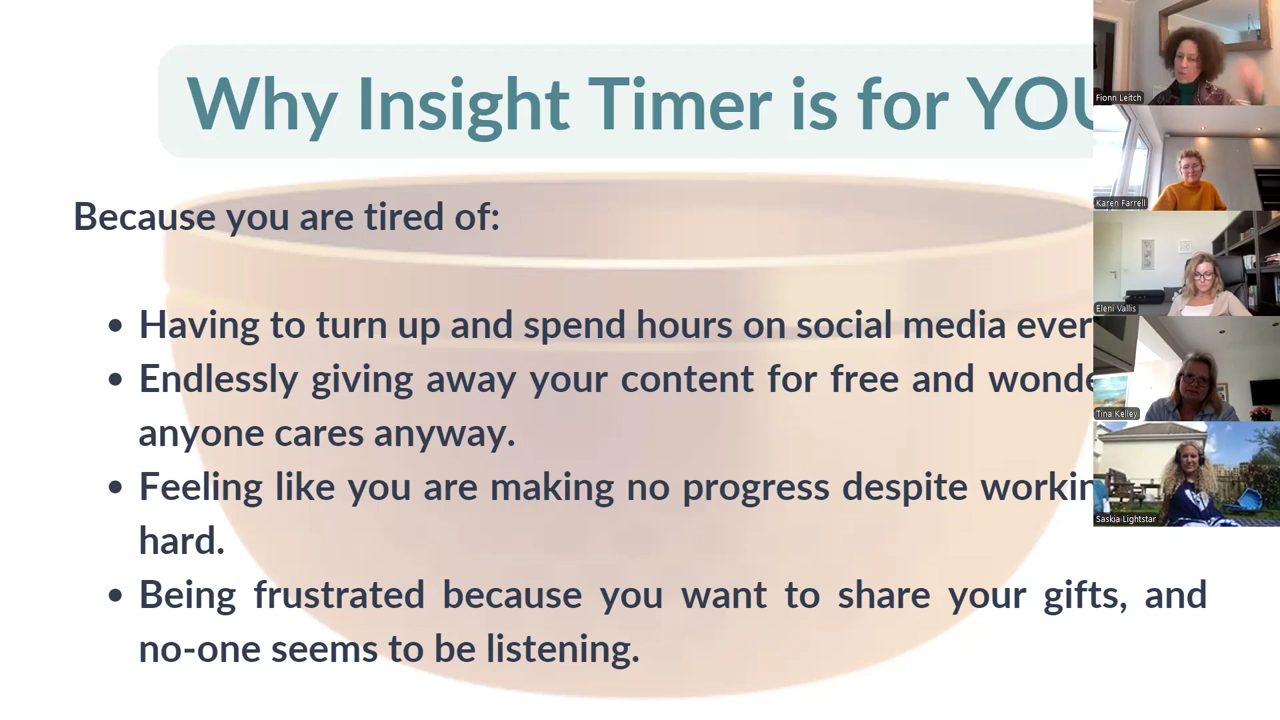 Why Insight Timer is for YOU
Because you are tired of:
• Having to turn up and spend hours on social media ever
• Endlessly giving away your content for free and wonde
anyone cares anyway.
• Feeling like you are making no progress despite workin
hard.
• Being frustrated because you want to share your gifts, and
no-one seems to be listening.
Fionn Leitch
Karen Farrell
Eleni Vallis
Tina Kelley
Saskia Lightstar